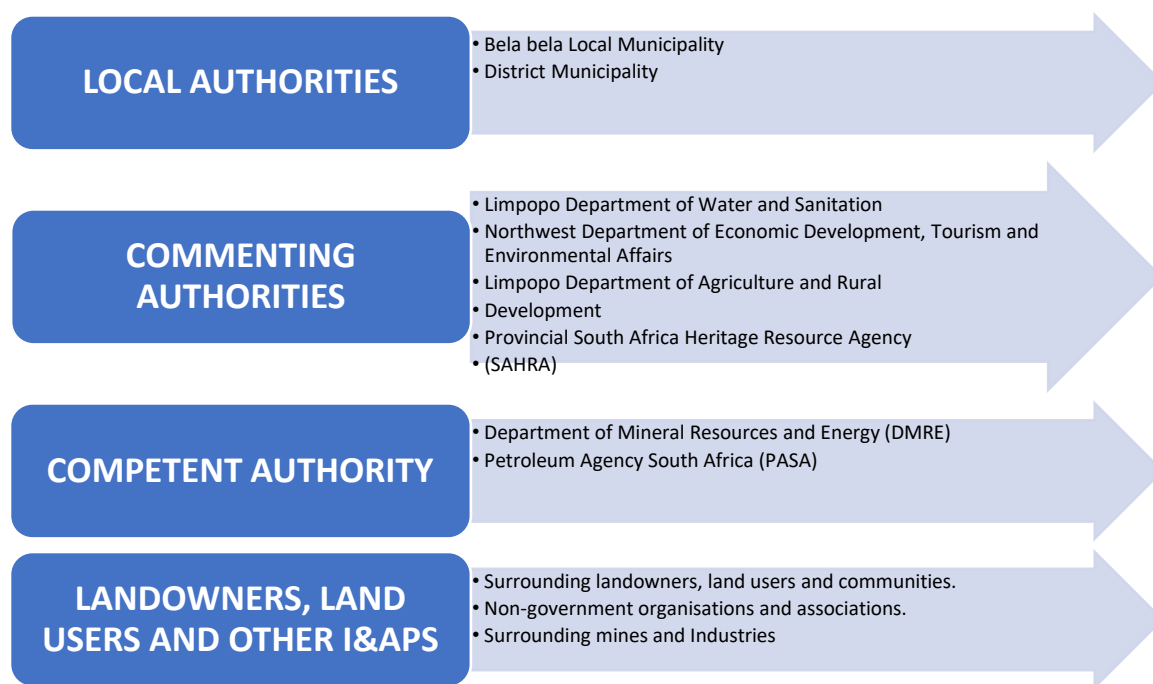 LOCAL AUTHORITIES
• Bela bela Local Municipality
• District Municipality
COMMENTING
AUTHORITIES
• Limpopo Department of Water and Sanitation
• Northwest Department of Economic Development, Tourism and
Environmental Affairs
• Limpopo Department of Agriculture and Rural
• Development
• Provincial South Africa Heritage Resource Agency
• (SAHRA)
COMPETENT AUTHORITY
• Department of Mineral Resources and Energy (DMRE)
• Petroleum Agency South Africa (PASA)
LANDOWNERS, LAND
USERS AND OTHER I&APS
• Surrounding landowners, land users and communities.
• Non-government organisations and associations.
• Surrounding mines and Industries